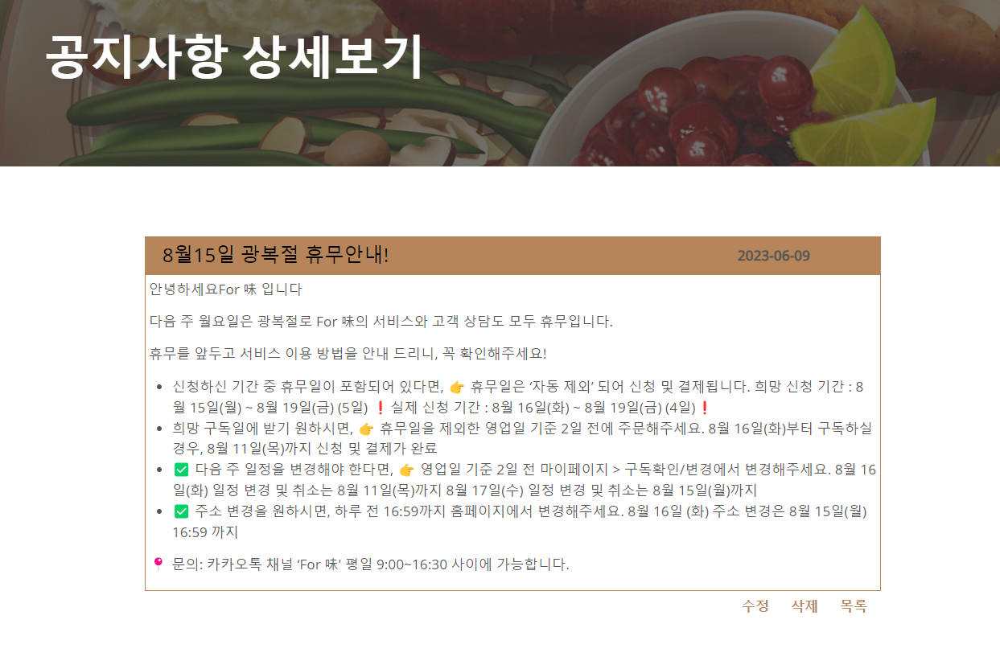 공지사항 상세보기
8월15일 광복절 휴무안내!
2023-06-09
안녕하세요For 味 입니다
다음 주 월요일은 광복절로 For 味의 서비스와 고객 상담도 모두 휴무입니다.
휴무를 앞두고 서비스 이용 방법을 안내 드리니, 꼭 확인해주세요!
• 신청하신 기간 중 휴무일이 포함되어 있다면, 👉 휴무일은 ‘자동 제외’ 되어 신청 및 결제됩니다. 희망 신청 기간 : 8
월 15일(월) ~ 8월 19일(금) (5일) ❗ 실제 신청 기간 : 8월 16일(화) ~ 8월 19일(금) (4일)❗
• 희망 구독일에 받기 원하시면, 👉 휴무일을 제외한 영업일 기준 2일 전에 주문해주세요. 8월 16일(화)부터 구독하실
경우, 8월 11일(목)까지 신청 및 결제가 완료
• ✅ 다음 주 일정을 변경해야 한다면, 👉 영업일 기준 2일 전 마이페이지 > 구독확인/변경에서 변경해주세요. 8월 16
일(화) 일정 변경 및 취소는 8월 11일(목)까지 8월 17일(수) 일정 변경 및 취소는 8월 15일(월)까지
• ✅ 주소 변경을 원하시면, 하루 전 16:59까지 홈페이지에서 변경해주세요. 8월 16일 (화) 주소 변경은 8월 15일(월)
16:59 까지
📍 문의: 카카오톡 채널 ‘For 味' 평일 9:00~16:30 사이에 가능합니다.
수정 삭제 목록